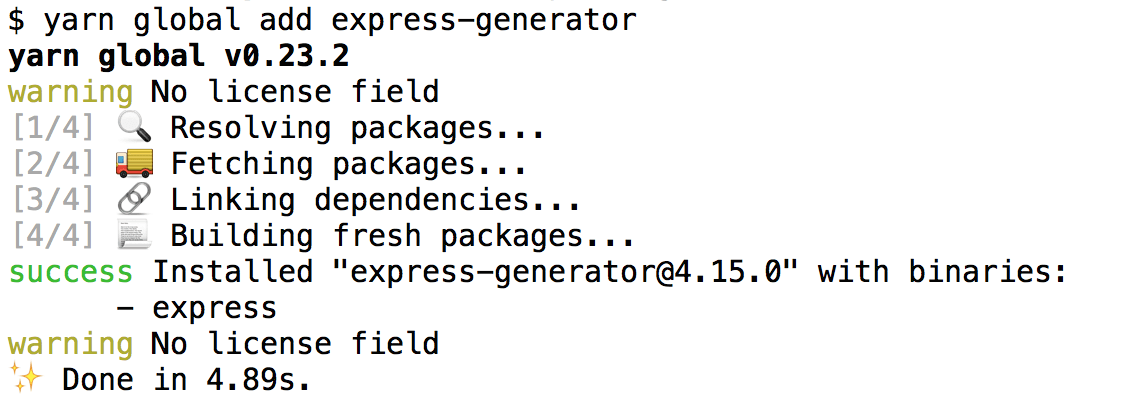 $ yarn global add express-generator
yarn global v0.23.2
warning No license field
[1/4] 🔍 Resolving packages...
[2/4] 🚚 Fetching packages...
[3/4] 🔗 Linking dependencies...
[4/4] 📃 Building fresh packages...
success Installed "express-generator@4.15.0" with binaries:
      - express
warning No license field
✨ Done in 4.89s.